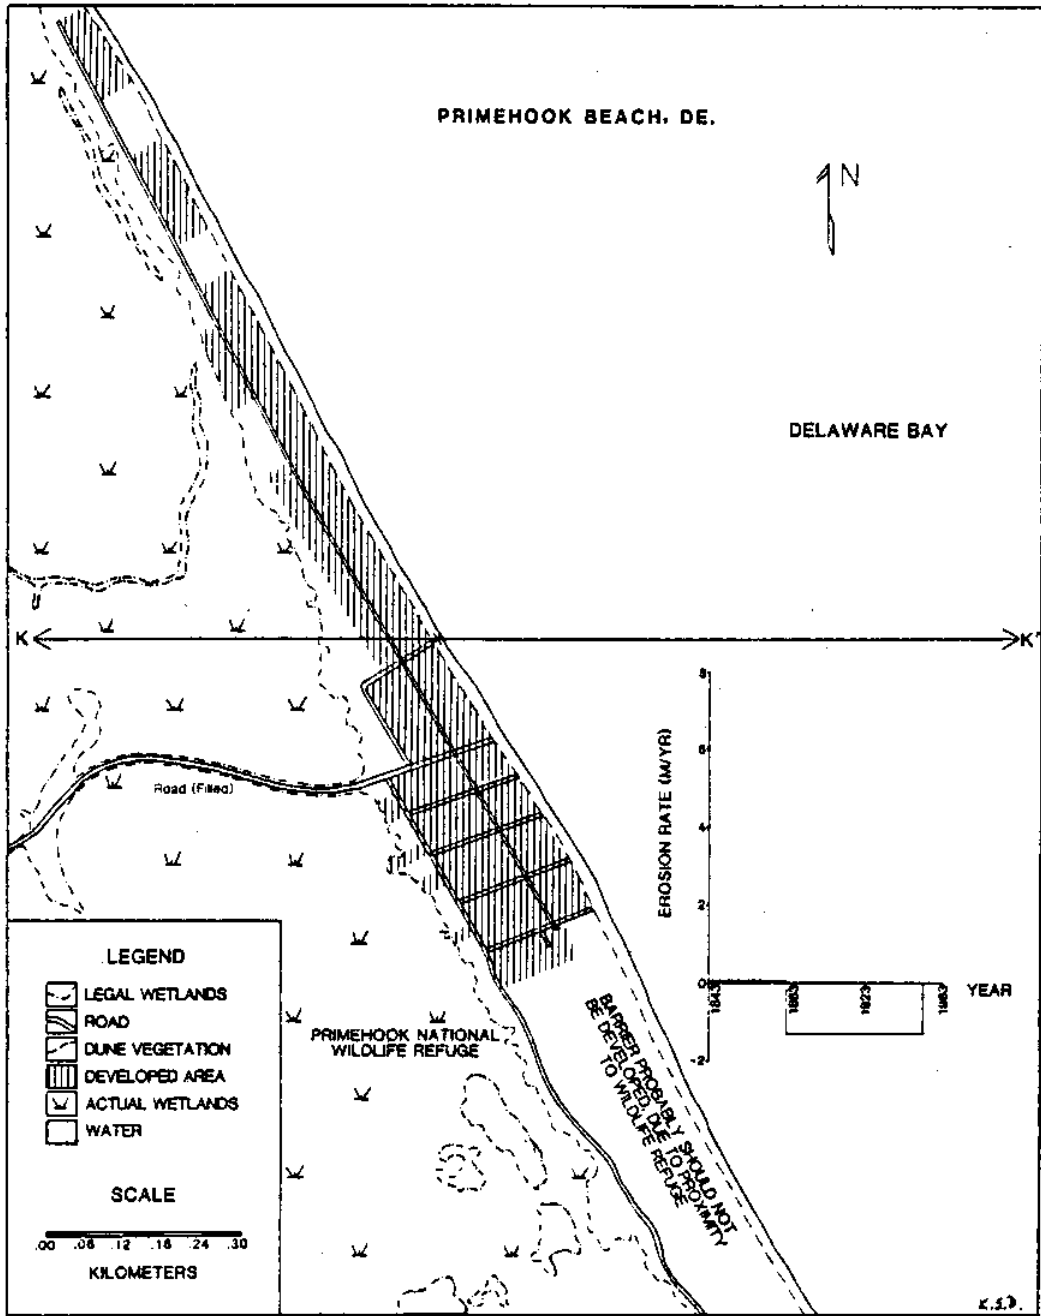 PRIMEHOOK BEACH, DE.
N
DELAWARE BAY
K
K'
8
6
4
2
0
-2
EROSION RATE (M/YR)
1843
1883
1923
1963
YEAR
Road (Filled)
LEGEND
LEGAL WETLANDS
ROAD
DUNE VEGETATION
DEVELOPED AREA
ACTUAL WETLANDS
WATER
SCALE
.00 .06 .12 .18 .24 .30
KILOMETERS
PRIMEHOOK NATIONAL
WILDLIFE REFUGE
BARRIER PROBABLY SHOULD NOT
BE DEVELOPED, DUE TO PROXIMITY
TO WILDLIFE REFUGE
K.S.D.